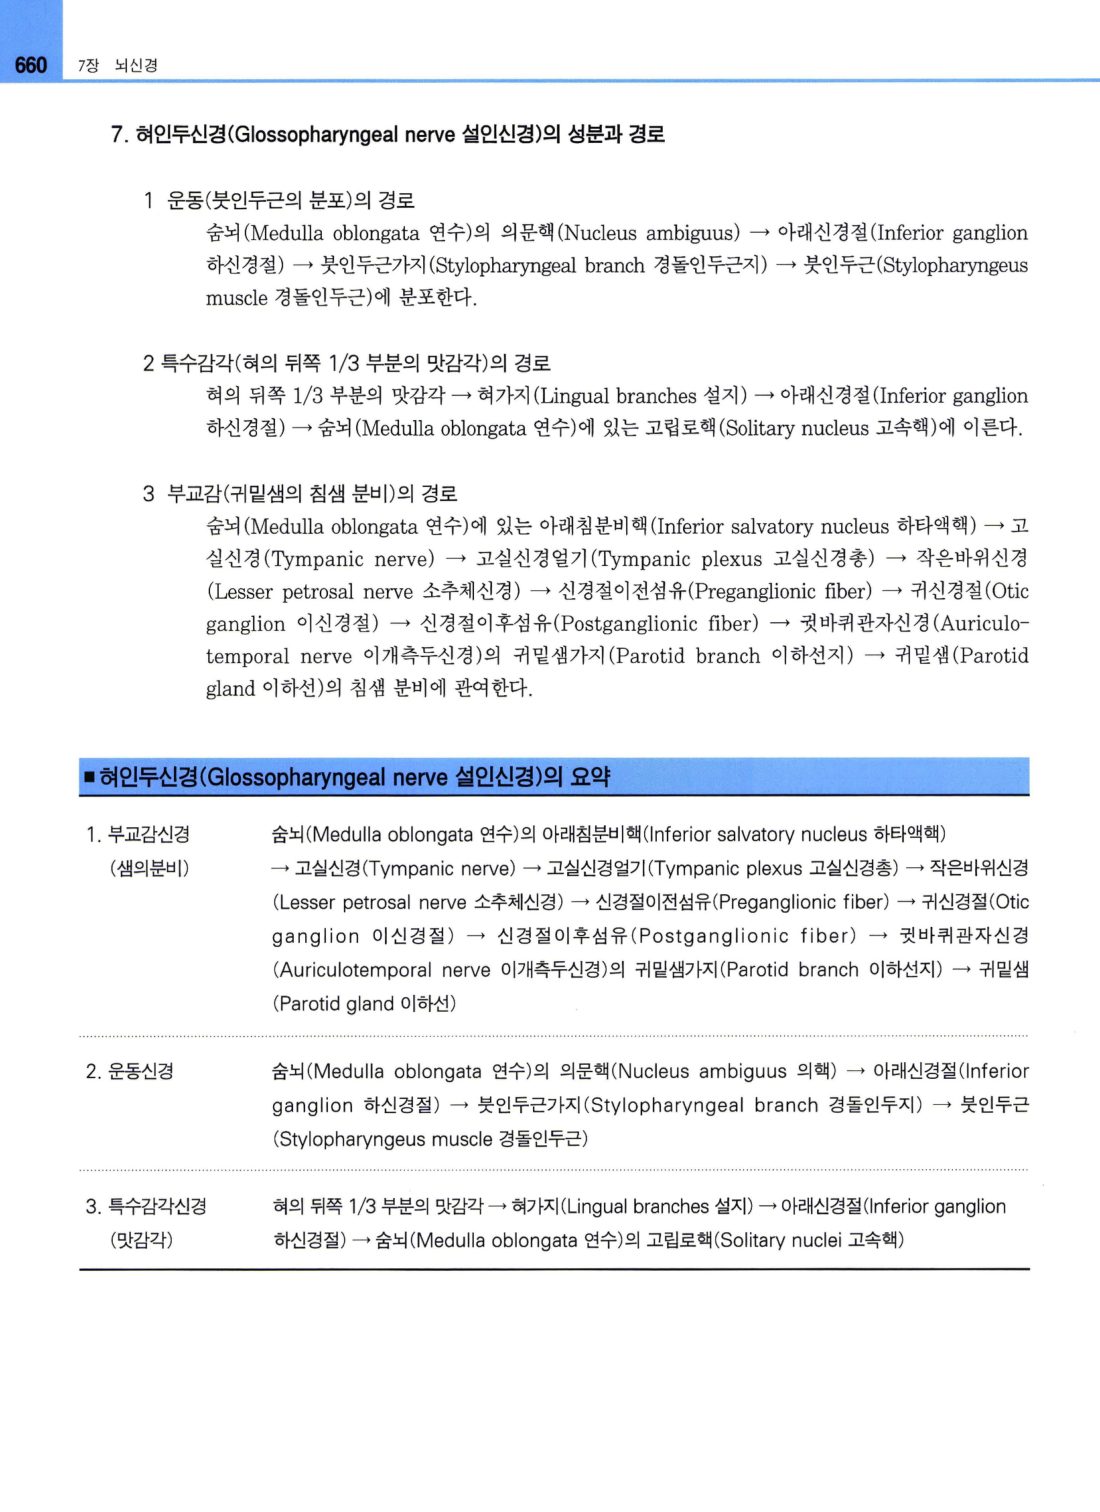 660 7장 뇌신경
7. 혀인두신경(Glossopharyngeal nerve 설인신경)의 성분과 경로
1 운동(붓인두근의 분포)의 경로
숨뇌(Medulla oblongata 연수)의 의문핵(Nucleus ambiguus) → 아래신경절(Inferior ganglion
하신경절) → 붓인두근가지(Stylopharyngeal branch 경돌인두근지) → 붓인두근(Stylopharyngeus
muscle 경돌인두근)에 분포한다.
2 특수감각(혀의 뒤쪽 1/3 부분의 맛감각)의 경로
혀의 뒤쪽 1/3 부분의 맛감각 → 혀가지(Lingual branches 설지) → 아래신경절(Inferior ganglion
하신경절) → 숨뇌(Medulla oblongata 연수)에 있는 고립로핵(Solitary nucleus 고속핵)에 이른다.
3 부교감(귀밑샘의 침샘 분비)의 경로
숨뇌(Medulla oblongata 연수)에 있는 아래침분비핵(Inferior salvatory nucleus 하타액핵) → 고
실신경(Tympanic nerve) → 고실신경얼기(Tympanic plexus 고실신경총) → 작은바위신경
(Lesser petrosal nerve 소추체신경) → 신경절이전섬유(Preganglionic fiber) → 귀신경절(Otic
ganglion 이신경절) → 신경절이후섬유(Postganglionic fiber) → 귓바퀴관자신경(Auriculo-
temporal nerve 이개측두신경)의 귀밑샘가지(Parotid branch 이하선지) → 귀밑샘(Parotid
gland 이하선)의 침샘 분비에 관여한다.
■ 혀인두신경(Glossopharyngeal nerve 설인신경)의 요약
1. 부교감신경 숨뇌(Medulla oblongata 연수)의 아래침분비핵(Inferior salvatory nucleus 하타액핵)
(샘의분비) → 고실신경(Tympanic nerve) → 고실신경얼기(Tympanic plexus 고실신경총) → 작은바위신경
(Lesser petrosal nerve 소추체신경) → 신경절이전섬유(Preganglionic fiber) → 귀신경절(Otic
ganglion 이신경절) → 신경절이후섬유(Postganglionic fiber) → 귓바퀴관자신경
(Auriculotemporal nerve 이개측두신경)의 귀밑샘가지(Parotid branch 이하선지) → 귀밑샘
(Parotid gland 이하선)
2. 운동신경 숨뇌(Medulla oblongata 연수)의 의문핵(Nucleus ambiguus 의핵) → 아래신경절(Inferior
ganglion 하신경절) → 붓인두근가지(Stylopharyngeal branch 경돌인두지) → 붓인두근
(Stylopharyngeus muscle 경돌인두근)
3. 특수감각신경 혀의 뒤쪽 1/3 부분의 맛감각 → 혀가지(Lingual branches 설지) → 아래신경절(Inferior ganglion
(맛감각) 하신경절) → 숨뇌(Medulla oblongata 연수)의 고립로핵(Solitary nuclei 고속핵)